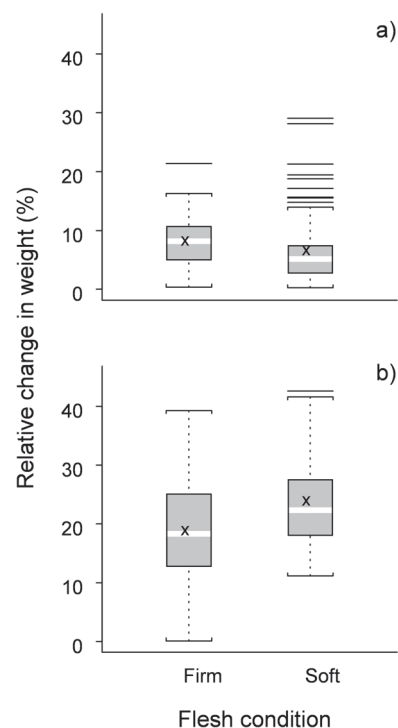 a)
40
30
20
10
0
x x
Relative change in weight (%)
b)
40
30
20
10
0
x x
Firm Soft
Flesh condition